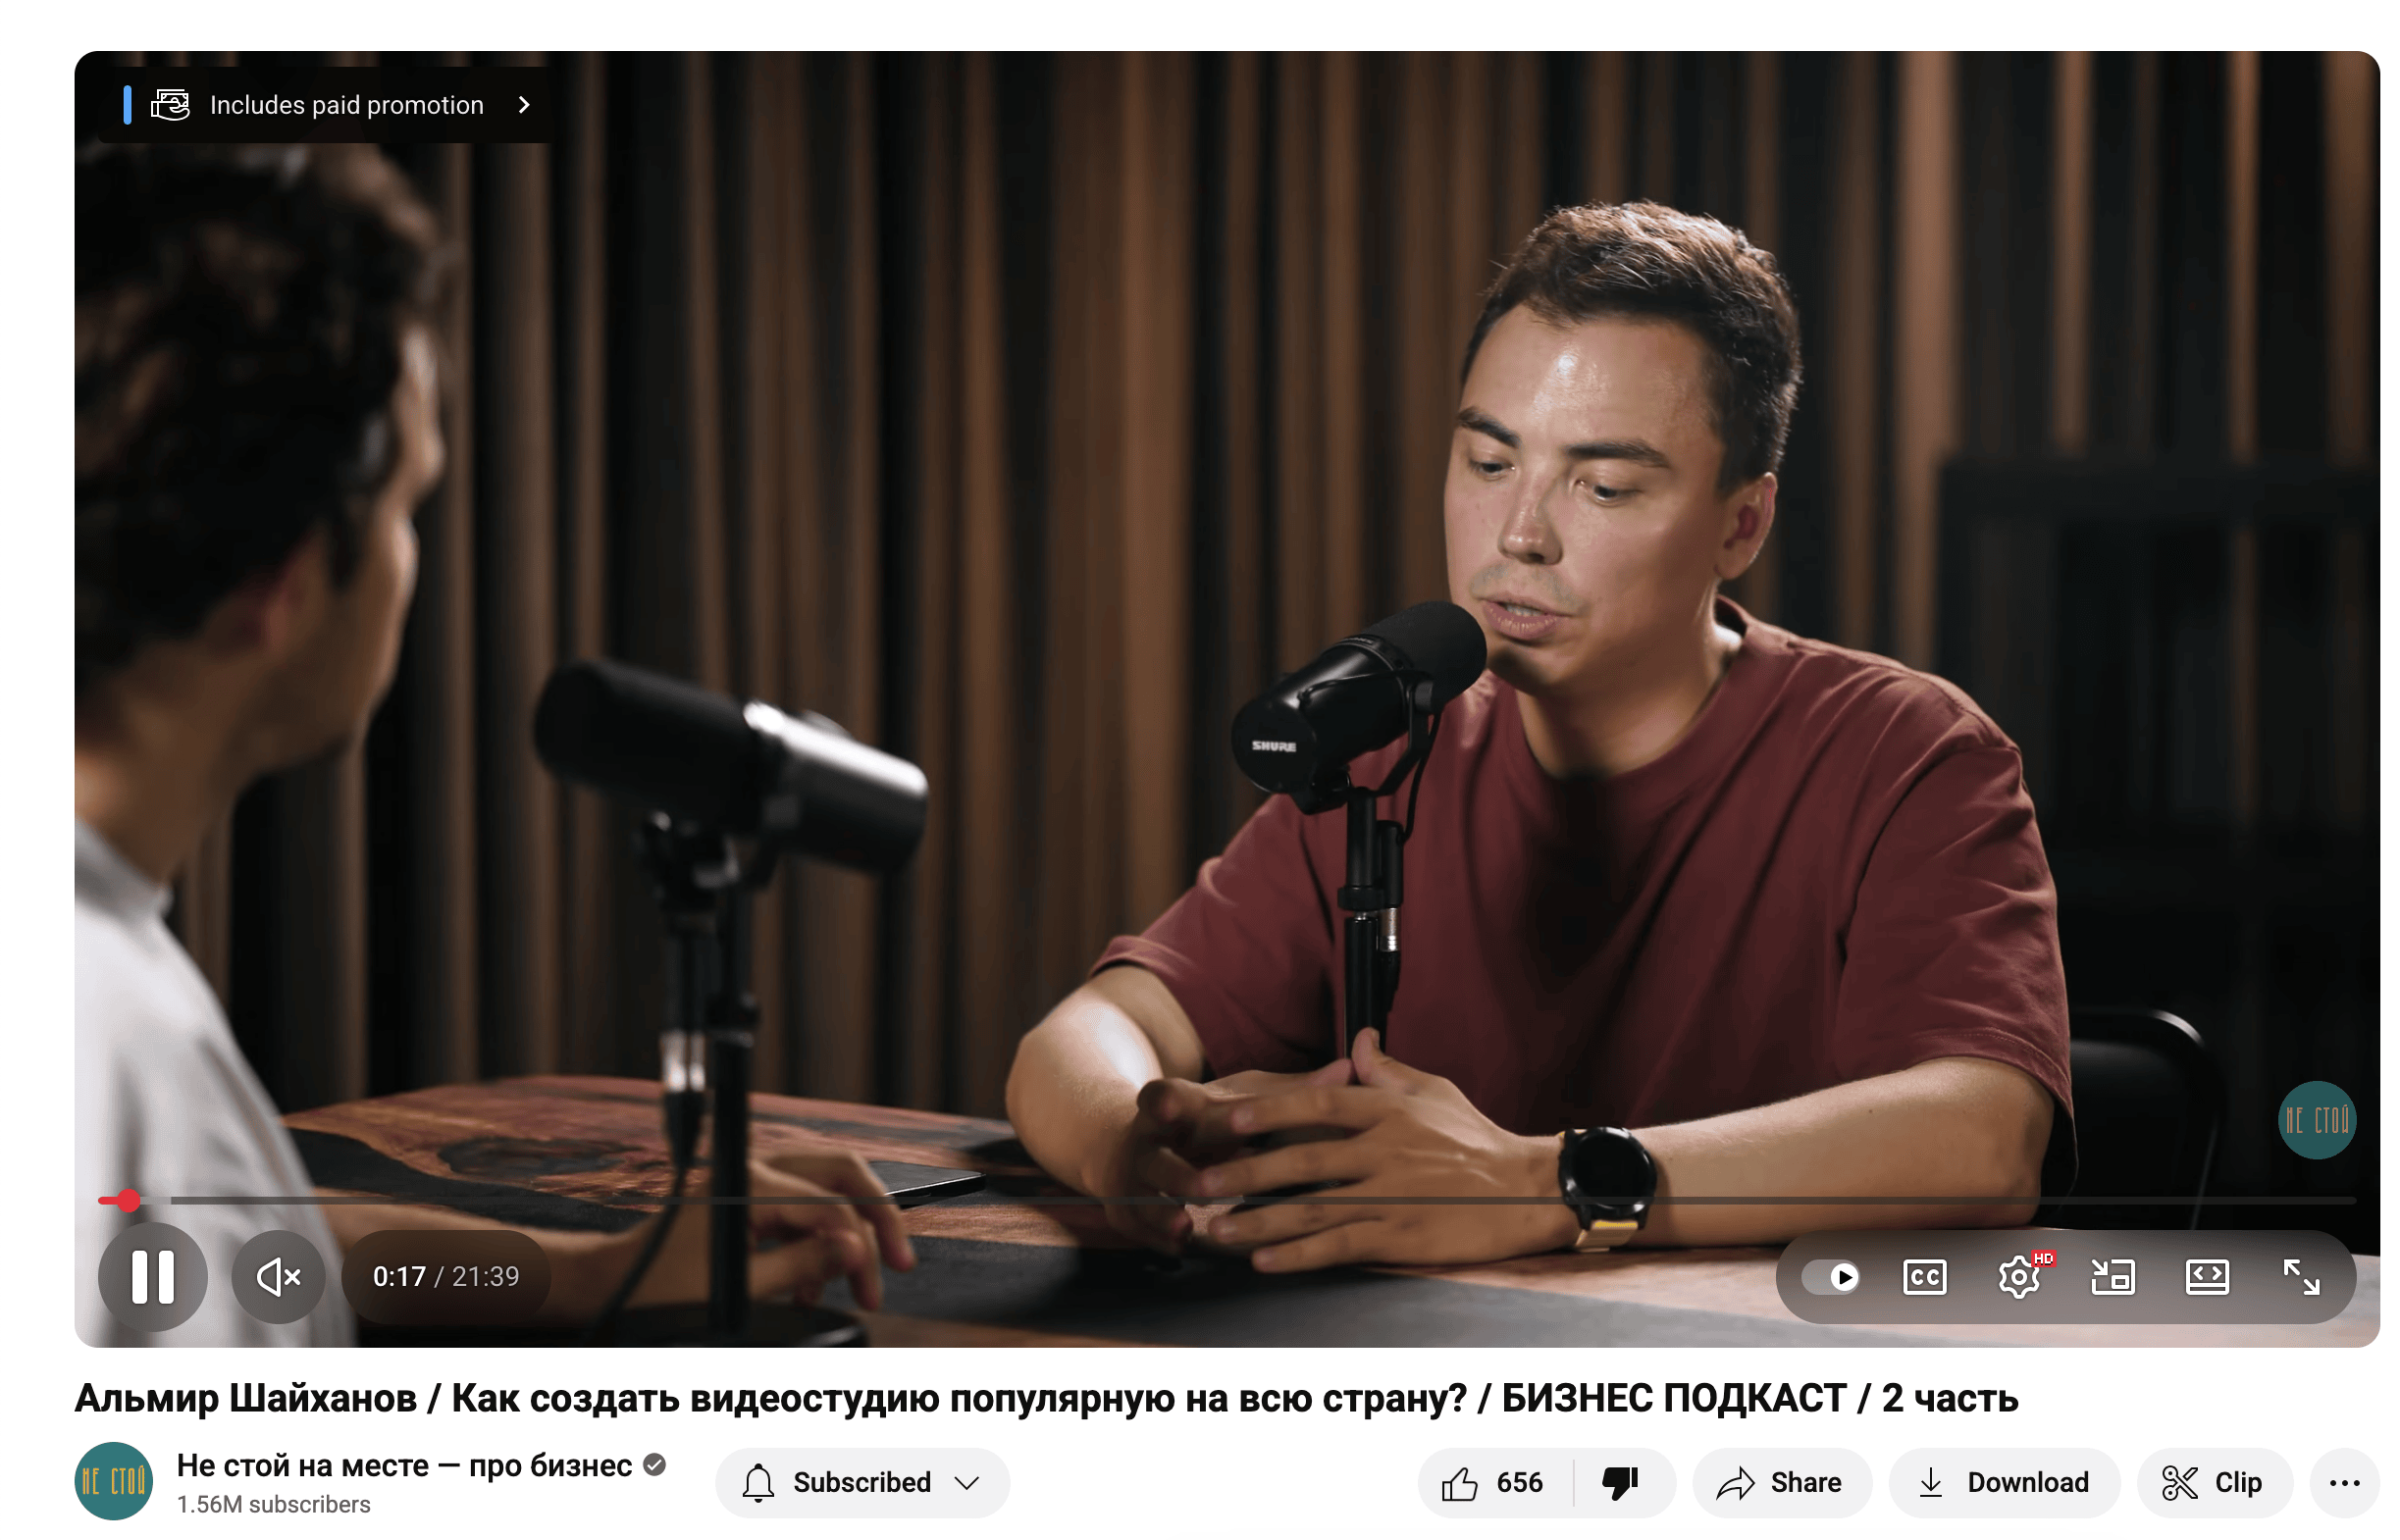 Includes paid promotion
SHURE
НЕ СТОЙ
0:17 / 21:39
CC
HD
Альмир Шайханов / Как создать видеостудию популярную на всю страну? / БИЗНЕС ПОДКАСТ / 2 часть
НЕ СТОЙ
Не стой на месте — про бизнес
1.56M subscribers
Subscribed
656
Share
Download
Clip